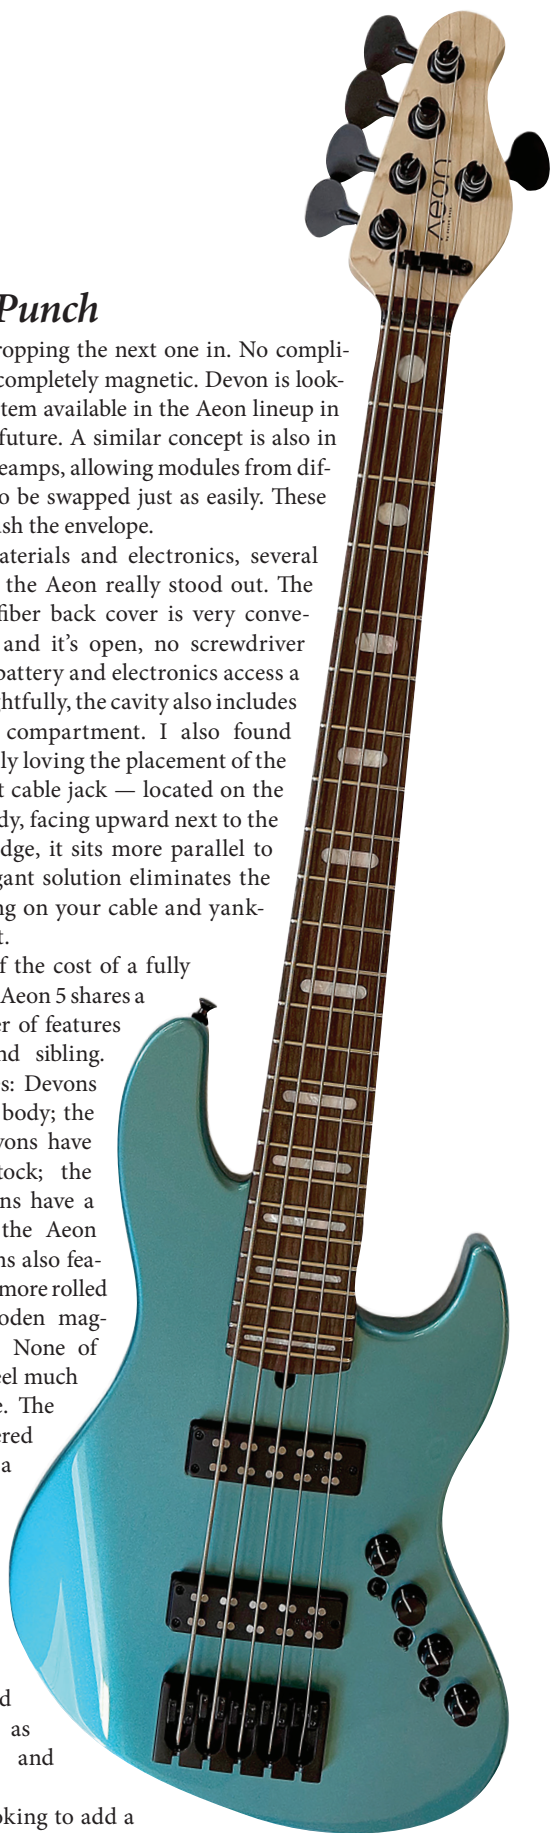 Aeon
Punch
ropping the next one in. No compli-
completely magnetic. Devon is look-
tem available in the Aeon lineup in
future. A similar concept is also in
eamps, allowing modules from dif-
o be swapped just as easily. These
sh the envelope.
aterials and electronics, several
the Aeon really stood out. The
fiber back cover is very conve-
and it's open, no screwdriver
battery and electronics access a
ghtfully, the cavity also includes
compartment. I also found
ly loving the placement of the
t cable jack — located on the
dy, facing upward next to the
dge, it sits more parallel to
gant solution eliminates the
ng on your cable and yank-
t.
f the cost of a fully
Aeon 5 shares a
er of features
nd sibling.
s: Devons
body; the
vons have
tock; the
ns have a
the Aeon
ns also fea-
more rolled
oden mag-
None of
eel much
e. The
ered
a
d
as
and
oking to add a